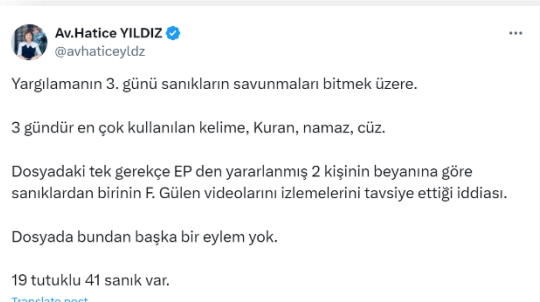 Av.Hatice YILDIZ
@avhaticeyldz
Yargılamanın 3. günü sanıkların savunmaları bitmek üzere.
3 gündür en çok kullanılan kelime, Kuran, namaz, cüz.
Dosyadaki tek gerekçe EP den yararlanmış 2 kişinin beyanına göre
sanıklardan birinin F. Gülen videolarını izlemelerini tavsiye ettiği iddiası.
Dosyada bundan başka bir eylem yok.
19 tutuklu 41 sanık var.
Translate post